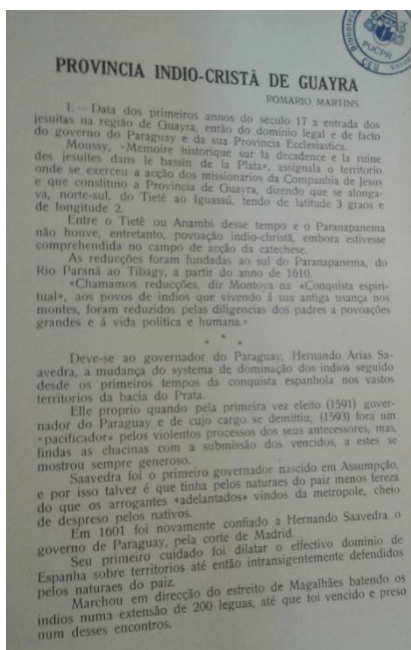 Biblioteca
PUCPR
PROVINCIA INDIO-CRISTÃ DE GUAYRA
ROMARIO MARTINS
I. — Data dos primeiros annos do seculo 17 a entrada dos
jesuitas na região de Guayra, então do dominio legal e de facto
do governo do Paraguay e da sua Provincia Ecclesiastica.
Moussy, «Memoire historique sur la decadence e la ruine
des jesuites dans le bassin de la Plata», assignala o territorio
onde se exerceu a acção dos missionarios da Companhia de Jesus
e que constituio a Provincia de Guayra, dizendo que se alonga-
va, norte-sul, do Tietê ao Iguassú, tendo de latitude 3 graos e
de longitude 2.
Entre o Tietê ou Anambi desse tempo e o Paranapanema
não houve, entretanto, povoação indio-christã, embora estivesse
comprehendida no campo de acção da catechese.
As reducções foram fundadas ao sul do Paranapanema, do
Rio Paraná ao Tibagy, a partir do anno de 1610.
«Chamamos reducções, diz Montoya na «Conquista espiri-
tual», aos povos de indios que vivendo á sua antiga usança nos
montes, foram reduzidos pelas diligencias dos padres a povoações
grandes e á vida politica e humana.»
* * *
Deve-se ao governador do Paraguay, Hernando Arias Sa-
avedra, a mudança do systema de dominação dos indios seguido
desde os primeiros tempos da conquista espanhola nos vastos
territorios da bacia do Prata.
Elle proprio quando pela primeira vez eleito (1591) gover-
nador do Paraguay e de cujo cargo se demittiu, (1593) fora um
«pacificador» pelos violentos processos dos seus antecessores, mas,
findas as chacinas com a submissão dos vencidos, a estes se
mostrou sempre generoso.
Saavedra foi o primeiro governador nascido em Assumpção,
e por isso talvez é que tinha pelos naturaes do paiz menos fereza
do que os arrogantes «adelantados» vindos da metropole, cheio
de despreso pelos nativos.
Em 1601 foi novamente confiado a Hernando Saavedra o
governo de Paraguay, pela corte de Madrid.
Seu primeiro cuidado foi dilatar o effectivo dominio de
Espanha sobre territorios até então intransigentemente defendidos
pelos naturaes do paiz.
Marchou em direcção do estreito de Magalhães batendo os
indios numa extensão de 200 leguas, até que foi vencido e preso
num desses encontros.